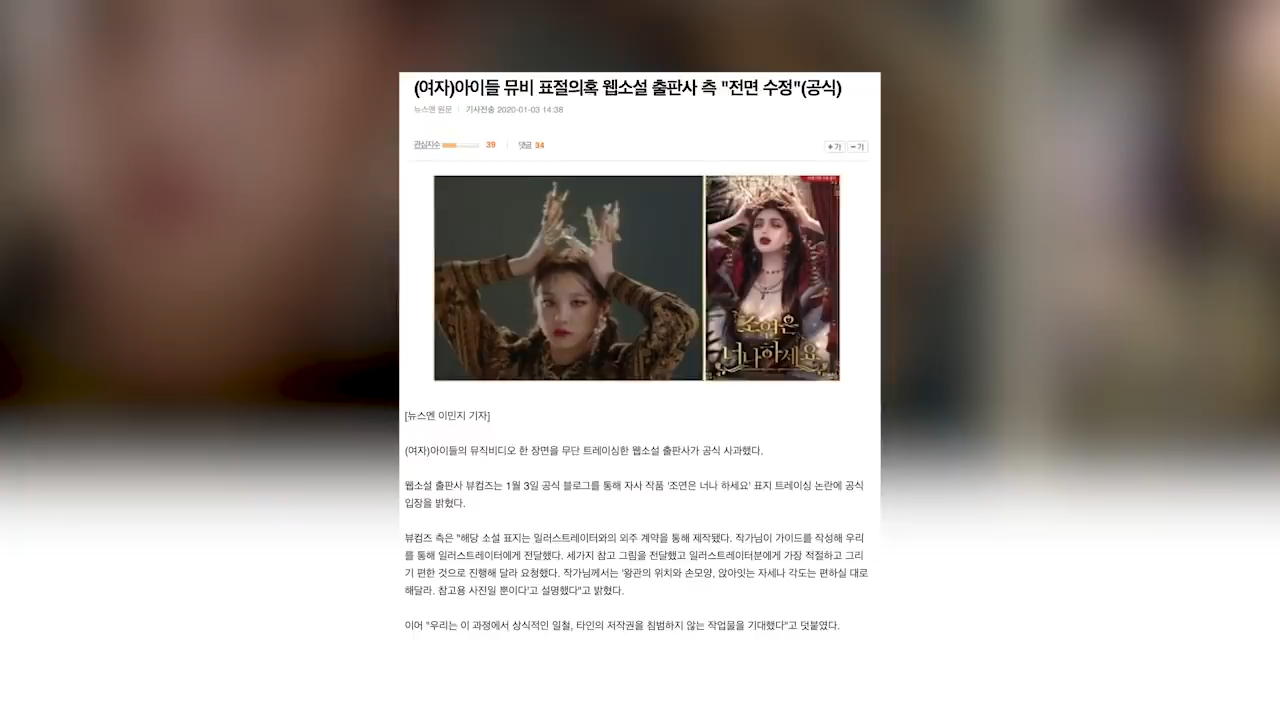 (여자)아이들 뮤비 표절의혹 웹소설 출판사 측 "전면 수정"(공식)
뉴스엔 원문 | 기사전송 2020-01-03 14:38
관심지수 39 | 댓글 34
+가 -가
조연은
너나하세요
[뉴스엔 이민지 기자]
(여자)아이들의 뮤직비디오 한 장면을 무단 트레이싱한 웹소설 출판사가 공식 사과했다.
웹소설 출판사 뷰컴즈는 1월 3일 공식 블로그를 통해 자사 작품 '조연은 너나 하세요' 표지 트레이싱 논란에 공식
입장을 밝혔다.
뷰컴즈 측은 "해당 소설 표지는 일러스트레이터와의 외주 계약을 통해 제작됐다. 작가님이 가이드를 작성해 우리
를 통해 일러스트레이터에게 전달했다. 세가지 참고 그림을 전달했고 일러스트레이터분에게 가장 적절하고 그리
기 편한 것으로 진행해 달라 요청했다. 작가님께서는 '왕관의 위치와 손모양, 앉아잇는 자세나 각도는 편하실 대로
해달라. 참고용 사진일 뿐이다'고 설명했다"고 밝혔다.
이어 "우리는 이 과정에서 상식적인 일철, 타인의 저작권을 침범하지 않는 작업물을 기대했다"고 덧붙였다.